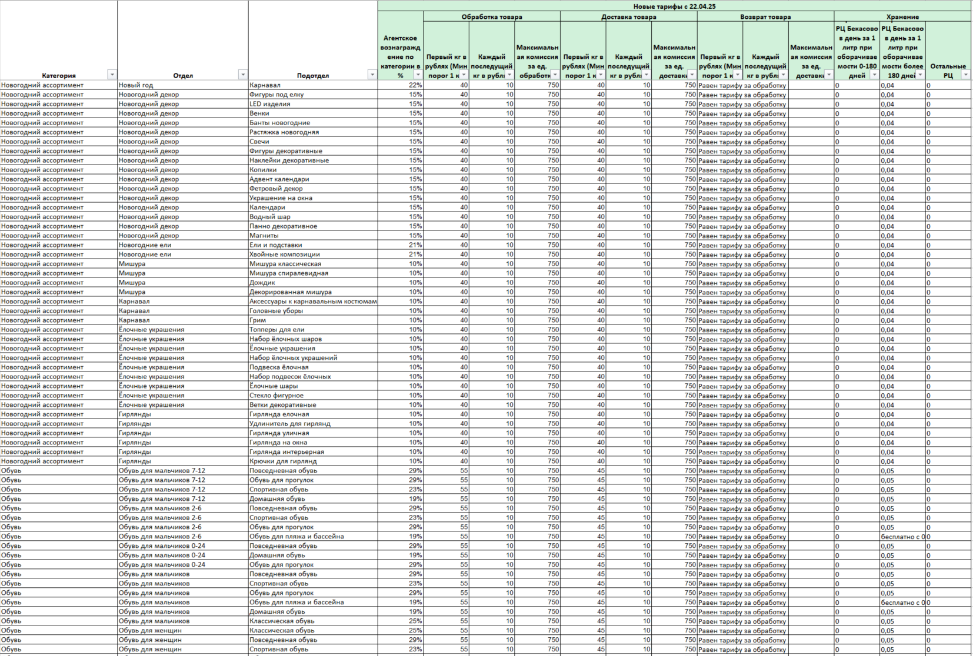 Новые тарифы с 22.04.25
Обработка товара Доставка товара Возврат товара Хранение
Категория Отдел Подотдел Агентское вознагражд ение по категории в % Первый кг в рублях (Мин порог 1 к Каждый последующий кг в рубл Максимальн ая комиссия за ед. обработк Первый кг в рублях (Мин порог 1 к Каждый последующий кг в рубл Максимальн ая комиссия за ед. доставк Первый кг в рублях (Мин порог 1 к Каждый последующий кг в рубл Максимальн ая комиссия за ед. доставк РЦ Бекасово в день за 1 литр при оборачивае мости 0-180 дней РЦ Бекасово в день за 1 литр при оборачивае мости более 180 дне Остальные РЦ
Новогодний ассортимент Новый год Карнавал 22% 40 10 750 40 10 750 Равен тарифу за обработку 0 0,04 0
Новогодний ассортимент Новогодний декор Фигуры под елку 15% 40 10 750 40 10 750 Равен тарифу за обработку 0 0,04 0
Новогодний ассортимент Новогодний декор LED изделия 15% 40 10 750 40 10 750 Равен тарифу за обработку 0 0,04 0
Новогодний ассортимент Новогодний декор Венки 15% 40 10 750 40 10 750 Равен тарифу за обработку 0 0,04 0
Новогодний ассортимент Новогодний декор Банты новогодние 15% 40 10 750 40 10 750 Равен тарифу за обработку 0 0,04 0
Новогодний ассортимент Новогодний декор Растяжка новогодняя 15% 40 10 750 40 10 750 Равен тарифу за обработку 0 0,04 0
Новогодний ассортимент Новогодний декор Свечи 15% 40 10 750 40 10 750 Равен тарифу за обработку 0 0,04 0
Новогодний ассортимент Новогодний декор Фигуры декоративные 15% 40 10 750 40 10 750 Равен тарифу за обработку 0 0,04 0
Новогодний ассортимент Новогодний декор Наклейки декоративные 15% 40 10 750 40 10 750 Равен тарифу за обработку 0 0,04 0
Новогодний ассортимент Новогодний декор Копилки 15% 40 10 750 40 10 750 Равен тарифу за обработку 0 0,04 0
Новогодний ассортимент Новогодний декор Адвент календари 15% 40 10 750 40 10 750 Равен тарифу за обработку 0 0,04 0
Новогодний ассортимент Новогодний декор Фетровый декор 15% 40 10 750 40 10 750 Равен тарифу за обработку 0 0,04 0
Новогодний ассортимент Новогодний декор Украшение на окна 15% 40 10 750 40 10 750 Равен тарифу за обработку 0 0,04 0
Новогодний ассортимент Новогодний декор Календари 15% 40 10 750 40 10 750 Равен тарифу за обработку 0 0,04 0
Новогодний ассортимент Новогодний декор Водный шар 15% 40 10 750 40 10 750 Равен тарифу за обработку 0 0,04 0
Новогодний ассортимент Новогодний декор Панно декоративное 15% 40 10 750 40 10 750 Равен тарифу за обработку 0 0,04 0
Новогодний ассортимент Новогодний декор Магниты 15% 40 10 750 40 10 750 Равен тарифу за обработку 0 0,04 0
Новогодний ассортимент Новогодние ели Ели и подставки 21% 40 10 750 40 10 750 Равен тарифу за обработку 0 0,04 0
Новогодний ассортимент Новогодние ели Хвойные композиции 21% 40 10 750 40 10 750 Равен тарифу за обработку 0 0,04 0
Новогодний ассортимент Мишура Мишура классическая 10% 40 10 750 40 10 750 Равен тарифу за обработку 0 0,04 0
Новогодний ассортимент Мишура Мишура спиралевидная 10% 40 10 750 40 10 750 Равен тарифу за обработку 0 0,04 0
Новогодний ассортимент Мишура Дождик 10% 40 10 750 40 10 750 Равен тарифу за обработку 0 0,04 0
Новогодний ассортимент Мишура Декорированная мишура 10% 40 10 750 40 10 750 Равен тарифу за обработку 0 0,04 0
Новогодний ассортимент Карнавал Аксессуары к карнавальным костюмам 10% 40 10 750 40 10 750 Равен тарифу за обработку 0 0,04 0
Новогодний ассортимент Карнавал Головные уборы 10% 40 10 750 40 10 750 Равен тарифу за обработку 0 0,04 0
Новогодний ассортимент Карнавал Грим 10% 40 10 750 40 10 750 Равен тарифу за обработку 0 0,04 0
Новогодний ассортимент Ёлочные украшения Топперы для ели 10% 40 10 750 40 10 750 Равен тарифу за обработку 0 0,04 0
Новогодний ассортимент Ёлочные украшения Набор ёлочных шаров 10% 40 10 750 40 10 750 Равен тарифу за обработку 0 0,04 0
Новогодний ассортимент Ёлочные украшения Ёлочные украшения 10% 40 10 750 40 10 750 Равен тарифу за обработку 0 0,04 0
Новогодний ассортимент Ёлочные украшения Набор ёлочных украшений 10% 40 10 750 40 10 750 Равен тарифу за обработку 0 0,04 0
Новогодний ассортимент Ёлочные украшения Подвеска ёлочная 10% 40 10 750 40 10 750 Равен тарифу за обработку 0 0,04 0
Новогодний ассортимент Ёлочные украшения Набор подвесок ёлочных 10% 40 10 750 40 10 750 Равен тарифу за обработку 0 0,04 0
Новогодний ассортимент Ёлочные украшения Ёлочные шары 10% 40 10 750 40 10 750 Равен тарифу за обработку 0 0,04 0
Новогодний ассортимент Ёлочные украшения Стекло фигурное 10% 40 10 750 40 10 750 Равен тарифу за обработку 0 0,04 0
Новогодний ассортимент Ёлочные украшения Ветки декоративные 10% 40 10 750 40 10 750 Равен тарифу за обработку 0 0,04 0
Новогодний ассортимент Гирлянды Гирлянда елочная 10% 40 10 750 40 10 750 Равен тарифу за обработку 0 0,04 0
Новогодний ассортимент Гирлянды Удлинитель для гирлянд 10% 40 10 750 40 10 750 Равен тарифу за обработку 0 0,04 0
Новогодний ассортимент Гирлянды Гирлянда уличная 10% 40 10 750 40 10 750 Равен тарифу за обработку 0 0,04 0
Новогодний ассортимент Гирлянды Гирлянда на окна 10% 40 10 750 40 10 750 Равен тарифу за обработку 0 0,04 0
Новогодний ассортимент Гирлянды Гирлянда интерьерная 10% 40 10 750 40 10 750 Равен тарифу за обработку 0 0,04 0
Новогодний ассортимент Гирлянды Крючки для гирлянд 10% 40 10 750 40 10 750 Равен тарифу за обработку 0 0,04 0
Обувь Обувь для мальчиков 7-12 Повседневная обувь 29% 55 10 750 45 10 750 Равен тарифу за обработку 0 0,05 0
Обувь Обувь для мальчиков 7-12 Обувь для прогулок 29% 55 10 750 45 10 750 Равен тарифу за обработку 0 0,05 0
Обувь Обувь для мальчиков 7-12 Спортивная обувь 23% 55 10 750 45 10 750 Равен тарифу за обработку 0 0,05 0
Обувь Обувь для мальчиков 7-12 Домашняя обувь 19% 55 10 750 45 10 750 Равен тарифу за обработку 0 0,05 0
Обувь Обувь для мальчиков 2-6 Повседневная обувь 29% 55 10 750 45 10 750 Равен тарифу за обработку 0 0,05 0
Обувь Обувь для мальчиков 2-6 Спортивная обувь 23% 55 10 750 45 10 750 Равен тарифу за обработку 0 0,05 0
Обувь Обувь для мальчиков 2-6 Обувь для прогулок 29% 55 10 750 45 10 750 Равен тарифу за обработку 0 0,05 0
Обувь Обувь для мальчиков 2-6 Обувь для пляжа и бассейна 19% 55 10 750 45 10 750 Равен тарифу за обработку 0 бесплатно с 0 0
Обувь Обувь для мальчиков 0-24 Повседневная обувь 29% 55 10 750 45 10 750 Равен тарифу за обработку 0 0,05 0
Обувь Обувь для мальчиков 0-24 Домашняя обувь 19% 55 10 750 45 10 750 Равен тарифу за обработку 0 0,05 0
Обувь Обувь для мальчиков 0-24 Обувь для прогулок 29% 55 10 750 45 10 750 Равен тарифу за обработку 0 0,05 0
Обувь Обувь для мальчиков Повседневная обувь 29% 55 10 750 45 10 750 Равен тарифу за обработку 0 0,05 0
Обувь Обувь для мальчиков Спортивная обувь 23% 55 10 750 45 10 750 Равен тарифу за обработку 0 0,05 0
Обувь Обувь для мальчиков Обувь для прогулок 29% 55 10 750 45 10 750 Равен тарифу за обработку 0 0,05 0
Обувь Обувь для мальчиков Обувь для пляжа и бассейна 19% 55 10 750 45 10 750 Равен тарифу за обработку 0 бесплатно с 0 0
Обувь Обувь для мальчиков Домашняя обувь 19% 55 10 750 45 10 750 Равен тарифу за обработку 0 0,05 0
Обувь Обувь для мальчиков Классическая обувь 25% 55 10 750 45 10 750 Равен тарифу за обработку 0 0,05 0
Обувь Обувь для женщин Классическая обувь 25% 55 10 750 45 10 750 Равен тарифу за обработку 0 0,05 0
Обувь Обувь для женщин Повседневная обувь 29% 55 10 750 45 10 750 Равен тарифу за обработку 0 0,05 0
Обувь Обувь для женщин Спортивная обувь 23% 55 10 750 45 10 750 Равен тарифу за обработку 0 0,05 0